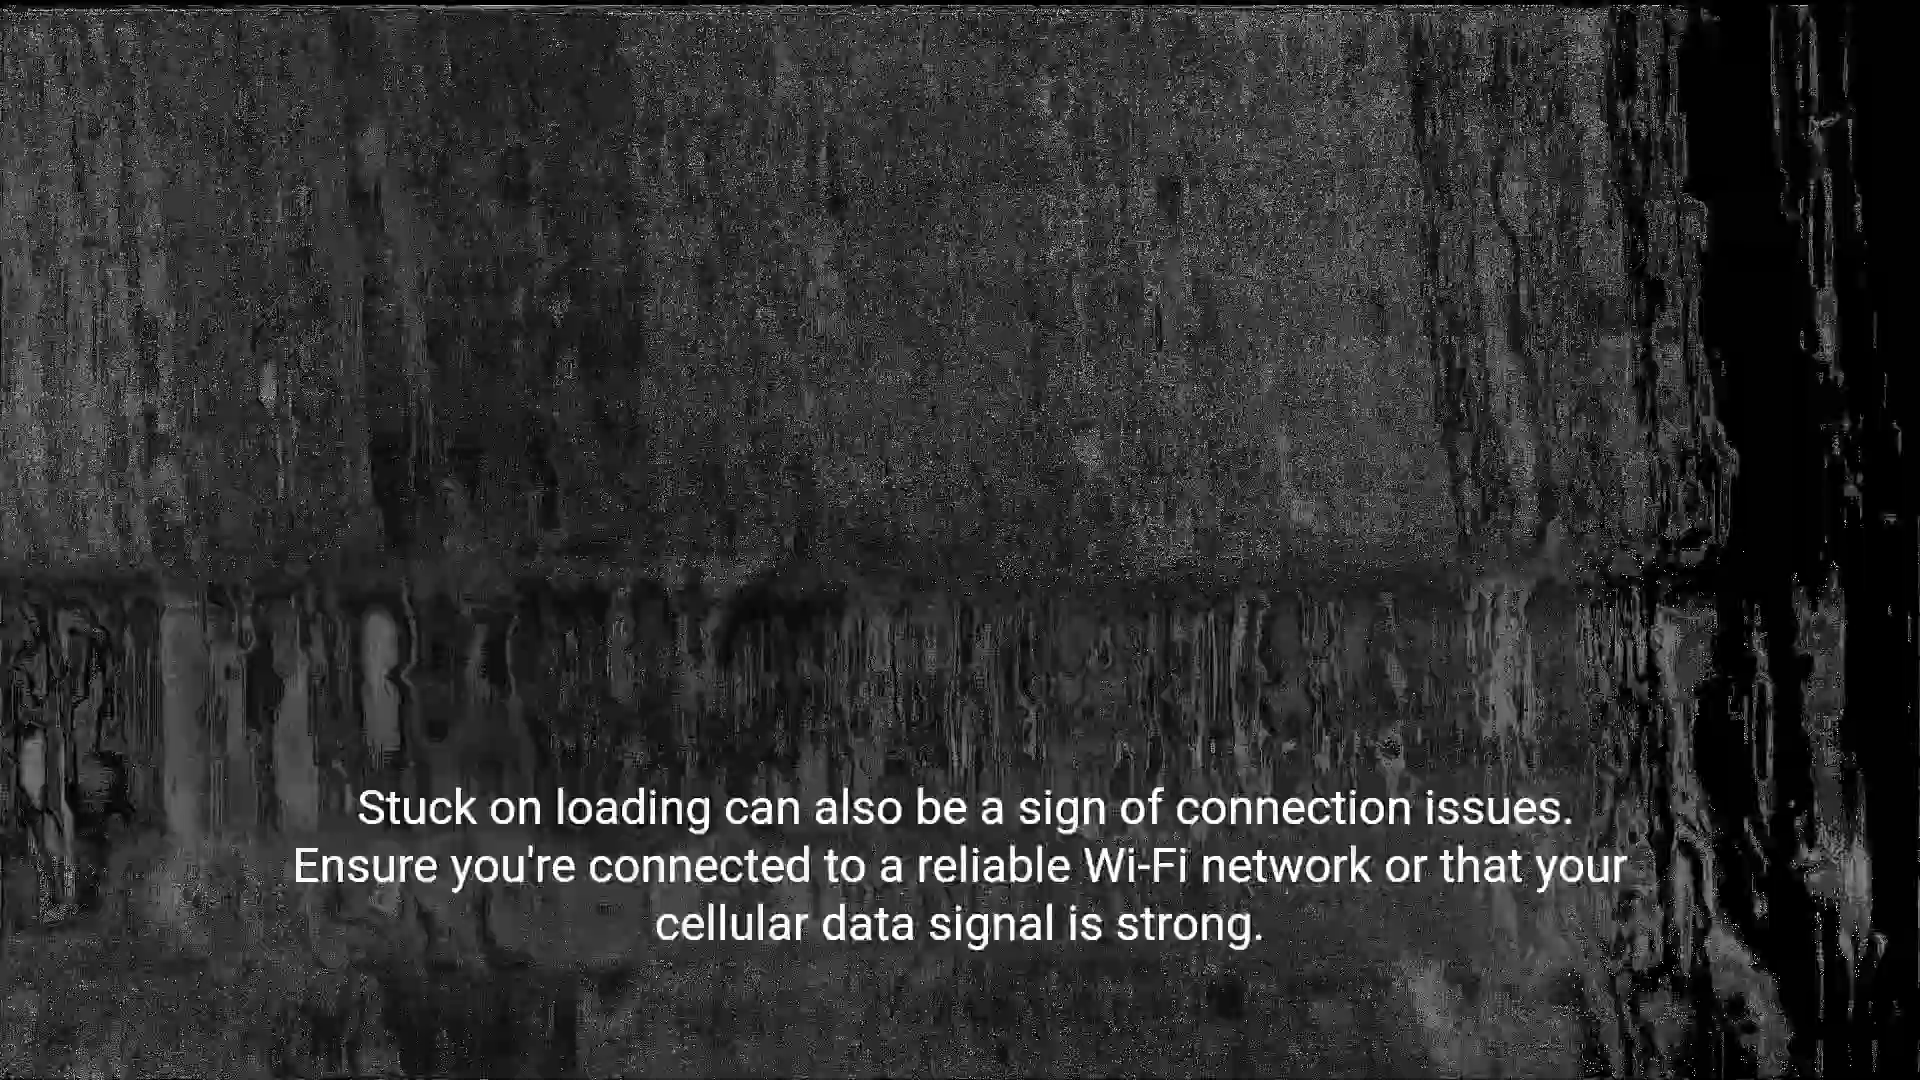 Stuck on loading can also be a sign of connection issues.
Ensure you're connected to a reliable Wi-Fi network or that your
cellular data signal is strong.